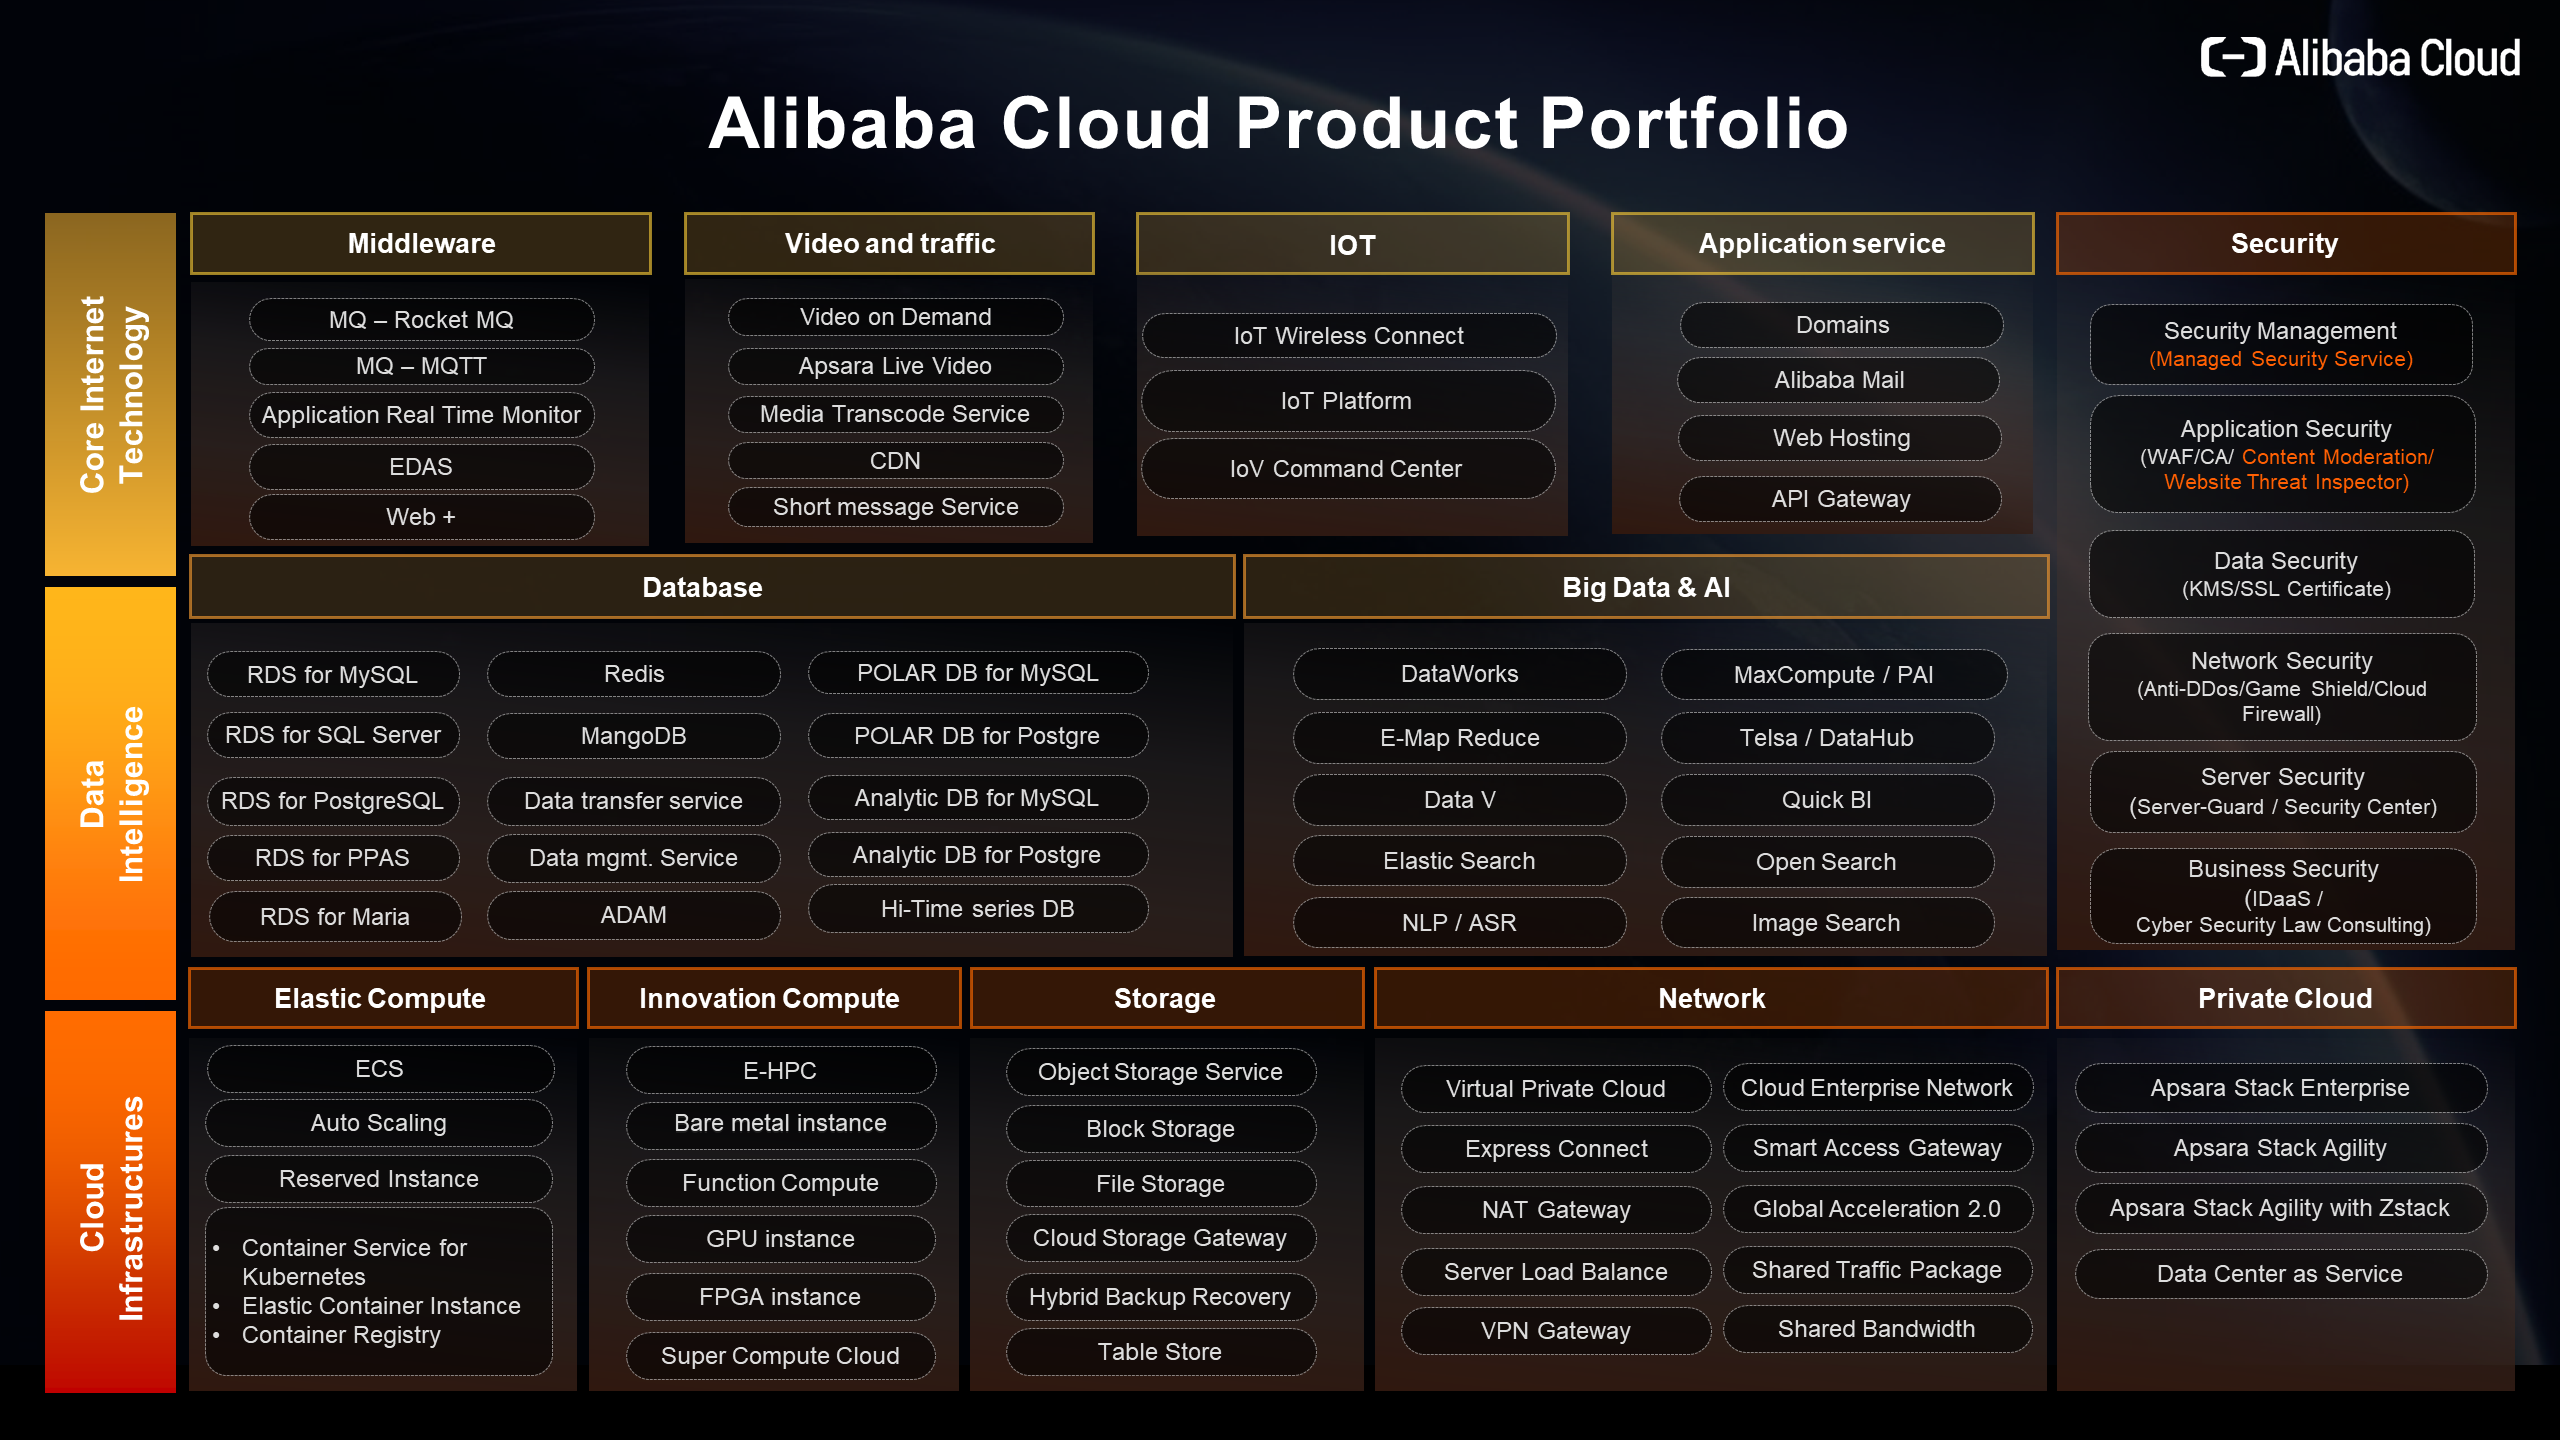 Alibaba Cloud
Alibaba Cloud Product Portfolio
Core Internet
Technology
Middleware
MQ – Rocket MQ
MQ – MQTT
Application Real Time Monitor
EDAS
Web +
Video and traffic
Video on Demand
Apsara Live Video
Media Transcode Service
CDN
Short message Service
IOT
IoT Wireless Connect
IoT Platform
IoV Command Center
Application service
Domains
Alibaba Mail
Web Hosting
API Gateway
Security
Security Management
(Managed Security Service)
Application Security
(WAF/CA/ Content Moderation/
Website Threat Inspector)
Data Security
(KMS/SSL Certificate)
Network Security
(Anti-DDos/Game Shield/Cloud
Firewall)
Server Security
(Server-Guard / Security Center)
Business Security
(IDaaS /
Cyber Security Law Consulting)
Data
Intelligence
Database
RDS for MySQL
RDS for SQL Server
RDS for PostgreSQL
RDS for PPAS
RDS for Maria
Redis
MangoDB
Data transfer service
Data mgmt. Service
ADAM
POLAR DB for MySQL
POLAR DB for Postgre
Analytic DB for MySQL
Analytic DB for Postgre
Hi-Time series DB
Big Data & AI
DataWorks
E-Map Reduce
Data V
Elastic Search
NLP / ASR
MaxCompute / PAI
Telsa / DataHub
Quick BI
Open Search
Image Search
Cloud
Infrastructures
Elastic Compute
ECS
Auto Scaling
Reserved Instance
• Container Service for
Kubernetes
• Elastic Container Instance
• Container Registry
Innovation Compute
E-HPC
Bare metal instance
Function Compute
GPU instance
FPGA instance
Super Compute Cloud
Storage
Object Storage Service
Block Storage
File Storage
Cloud Storage Gateway
Hybrid Backup Recovery
Table Store
Network
Virtual Private Cloud
Express Connect
NAT Gateway
Server Load Balance
VPN Gateway
Cloud Enterprise Network
Smart Access Gateway
Global Acceleration 2.0
Shared Traffic Package
Shared Bandwidth
Private Cloud
Apsara Stack Enterprise
Apsara Stack Agility
Apsara Stack Agility with Zstack
Data Center as Service